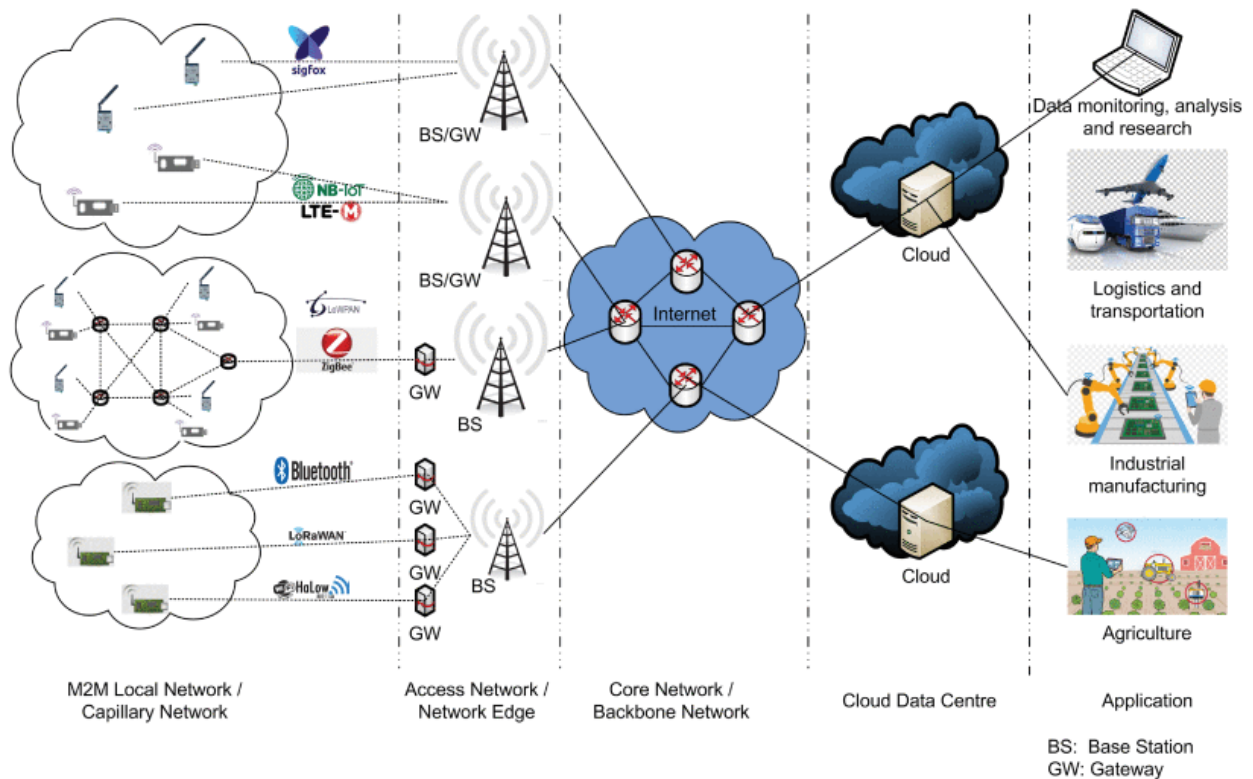 sigfox
BS/GW
NB-IoT
LTE-M
BS/GW
LoWPAN
ZigBee
GW
BS
Bluetooth
GW
LoRaWAN
GW
HaLow
GW
BS
Internet
Cloud
Cloud
Data monitoring, analysis
and research
Logistics and
transportation
Industrial
manufacturing
Agriculture
M2M Local Network /
Capillary Network
Access Network /
Network Edge
Core Network /
Backbone Network
Cloud Data Centre
Application
BS: Base Station
GW: Gateway